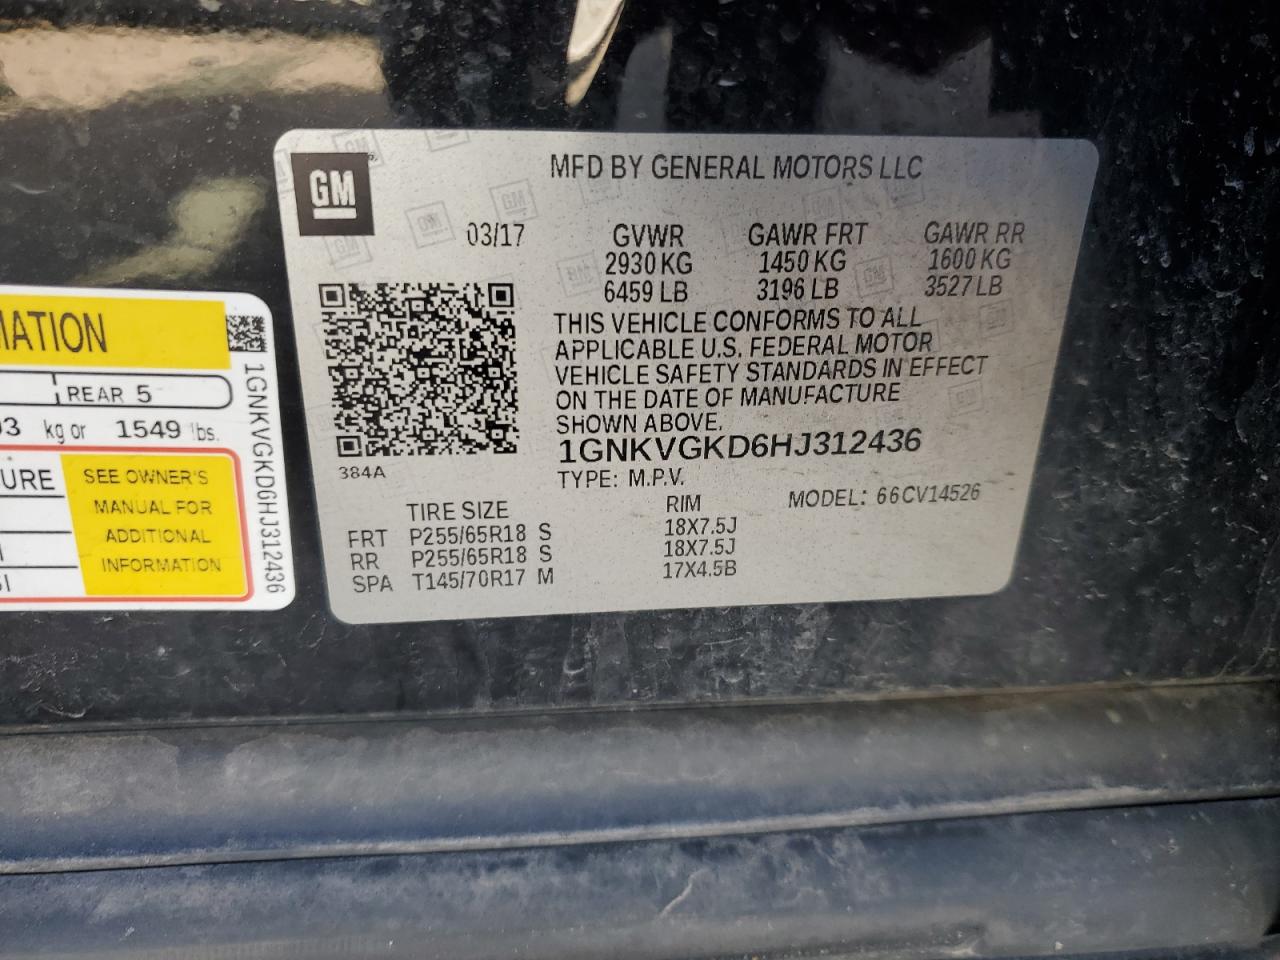 MATION
REAR 5
kg or 1549 lbs.
URE
SEE OWNER'S
MANUAL FOR
ADDITIONAL
INFORMATION
1GNKVGKD6HJ312436
GM
MFD BY GENERAL MOTORS LLC
03/17 GVWR GAWR FRT GAWR RR
2930 KG 1450 KG 1600 KG
6459 LB 3196 LB 3527 LB
THIS VEHICLE CONFORMS TO ALL
APPLICABLE U.S. FEDERAL MOTOR
VEHICLE SAFETY STANDARDS IN EFFECT
ON THE DATE OF MANUFACTURE
SHOWN ABOVE.
1GNKVGKD6HJ312436
384A
TYPE: M.P.V.
MODEL: 66CV14526
TIRE SIZE RIM
FRT P255/65R18 S 18X7.5J
RR P255/65R18 S 18X7.5J
SPA T145/70R17 M 17X4.5B